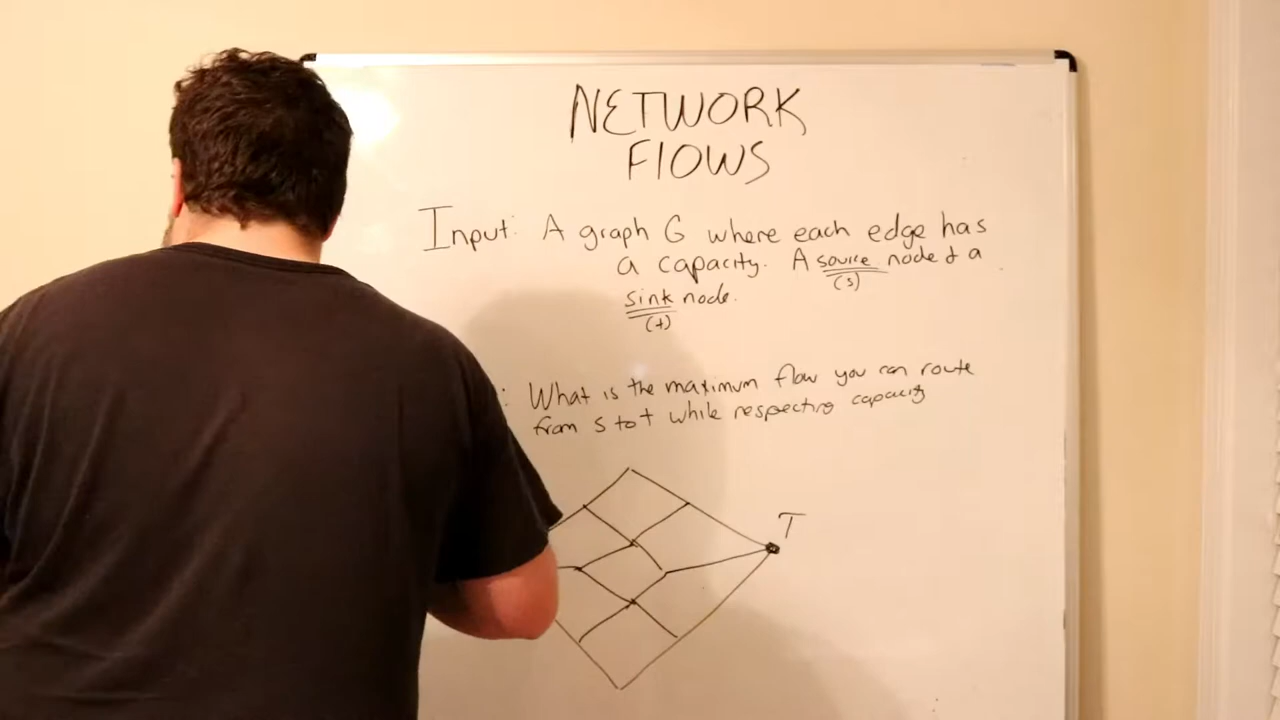 NETWORK
FLOWS
Input: A graph G where each edge has
a capacity. A source node & a
(s)
sink node.
(t)
: What is the maximum flow you can route
from s to t while respecting capacity
T